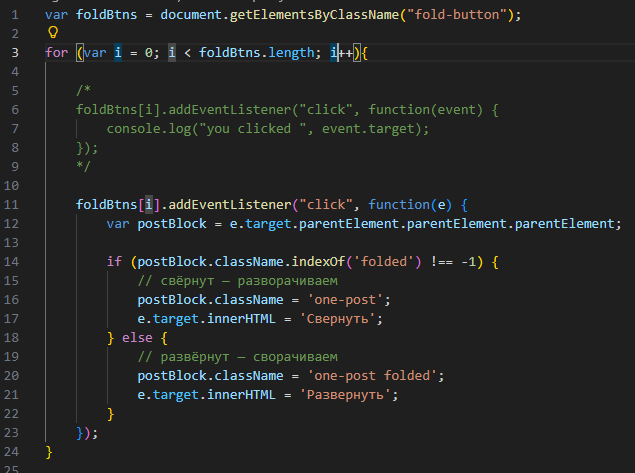 1 var foldBtns = document.getElementsByClassName("fold-button");
2
3 for (var i = 0; i < foldBtns.length; i++){
4
5 /*
6 foldBtns[i].addEventListener("click", function(event) {
7 console.log("you clicked ", event.target);
8 });
9 */
10
11 foldBtns[i].addEventListener("click", function(e) {
12 var postBlock = e.target.parentElement.parentElement.parentElement;
13
14 if (postBlock.className.indexOf('folded') !== -1) {
15 // свёрнут — разворачиваем
16 postBlock.className = 'one-post';
17 e.target.innerHTML = 'Свернуть';
18 } else {
19 // развёрнут — сворачиваем
20 postBlock.className = 'one-post folded';
21 e.target.innerHTML = 'Развернуть';
22 }
23 });
24 }
25